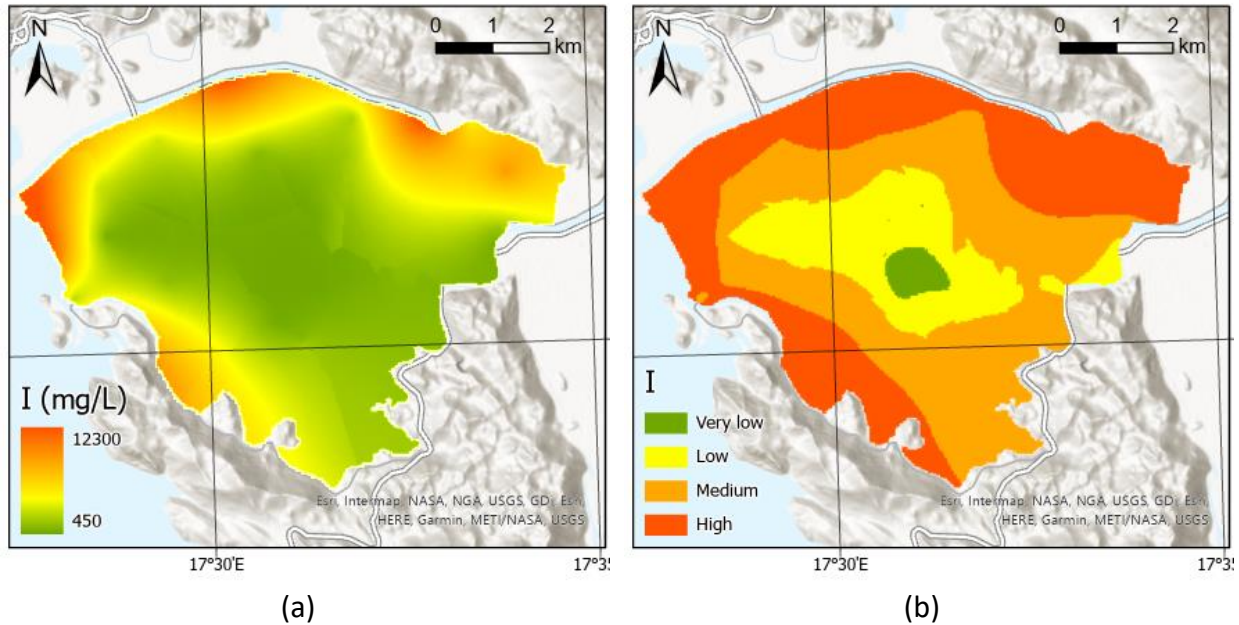 N
0 1 2
km
I (mg/L)
12300
450
Esri, Intermap, NASA, NGA, USGS, GD: Esri,
HERE, Garmin, METI/NASA, USGS
17°30'E
17°35
(a)
N
0 1 2
km
I
Very low
Low
Medium
High
Esri, Intermap, NASA, NGA, USGS, GD: Esri,
HERE, Garmin, METI/NASA, USGS
17°30'E
17°35
(b)